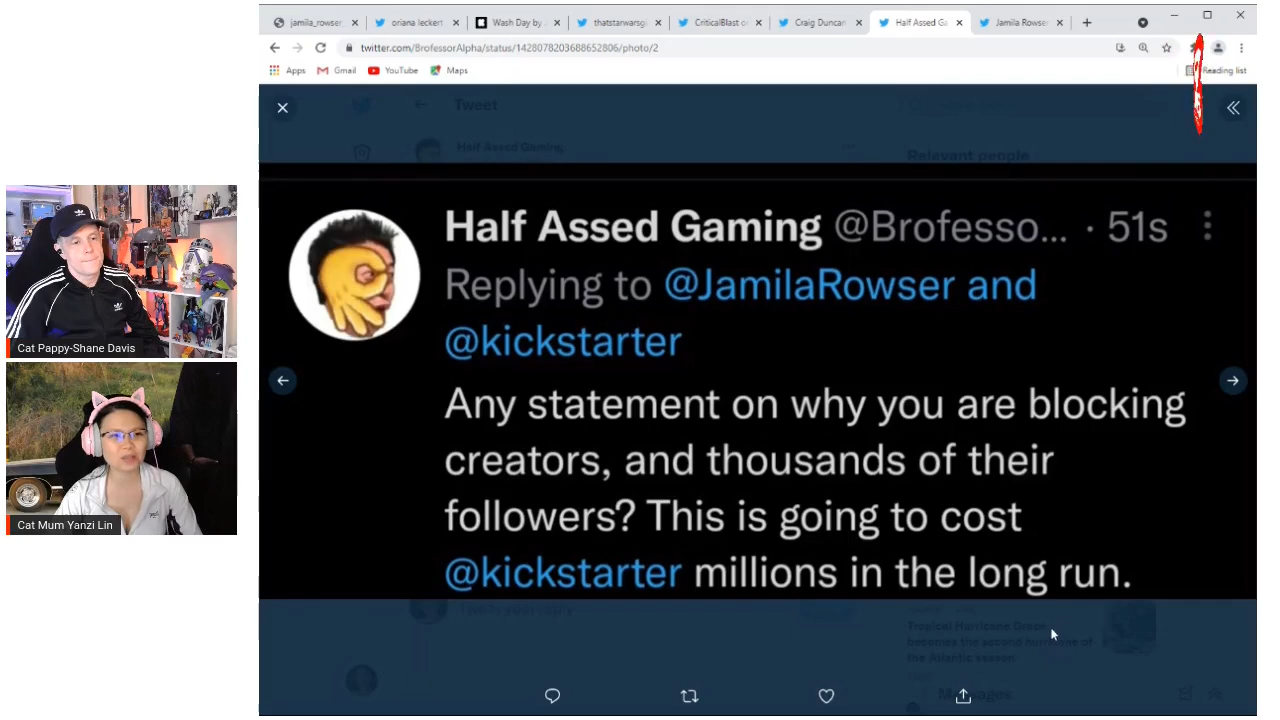 jamila_rowser_
oriana leckert
Wash Day by
thatstarwarsgi
CriticalBlast o
Craig Duncan
Half Assed Ga
Jamila Rowser
twitter.com/BrofessorAlpha/status/1428078203688652806/photo/2
Apps Gmail YouTube Maps Reading list
Tweet
Half Assed Gaming
Relevant people
Half Assed Gaming @Brofesso... · 51s
Replying to @JamilaRowser and
@kickstarter
Any statement on why you are blocking
creators, and thousands of their
followers? This is going to cost
@kickstarter millions in the long run.
Cat Pappy-Shane Davis
Cat Mum Yanzi Lin
Tropical Hurricane Grace
becomes the second hurricane of
the Atlantic season
Messages